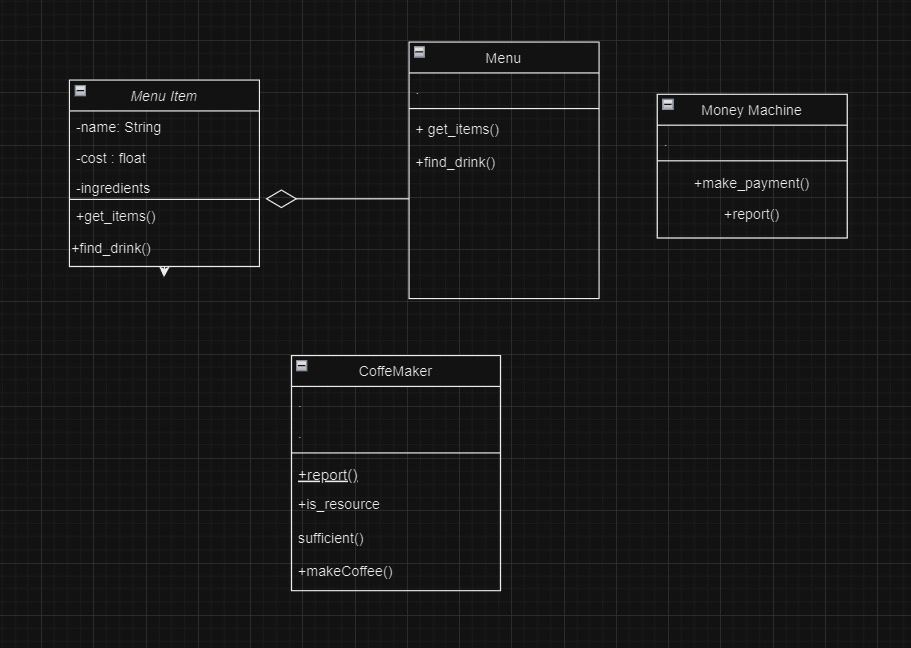 Menu Item
-name: String
-cost : float
-ingredients
+get_items()
+find_drink()
Menu
.
+ get_items()
+find_drink()
Money Machine
.
+make_payment()
+report()
CoffeMaker
.
.
+report()
+is_resource
sufficient()
+makeCoffee()